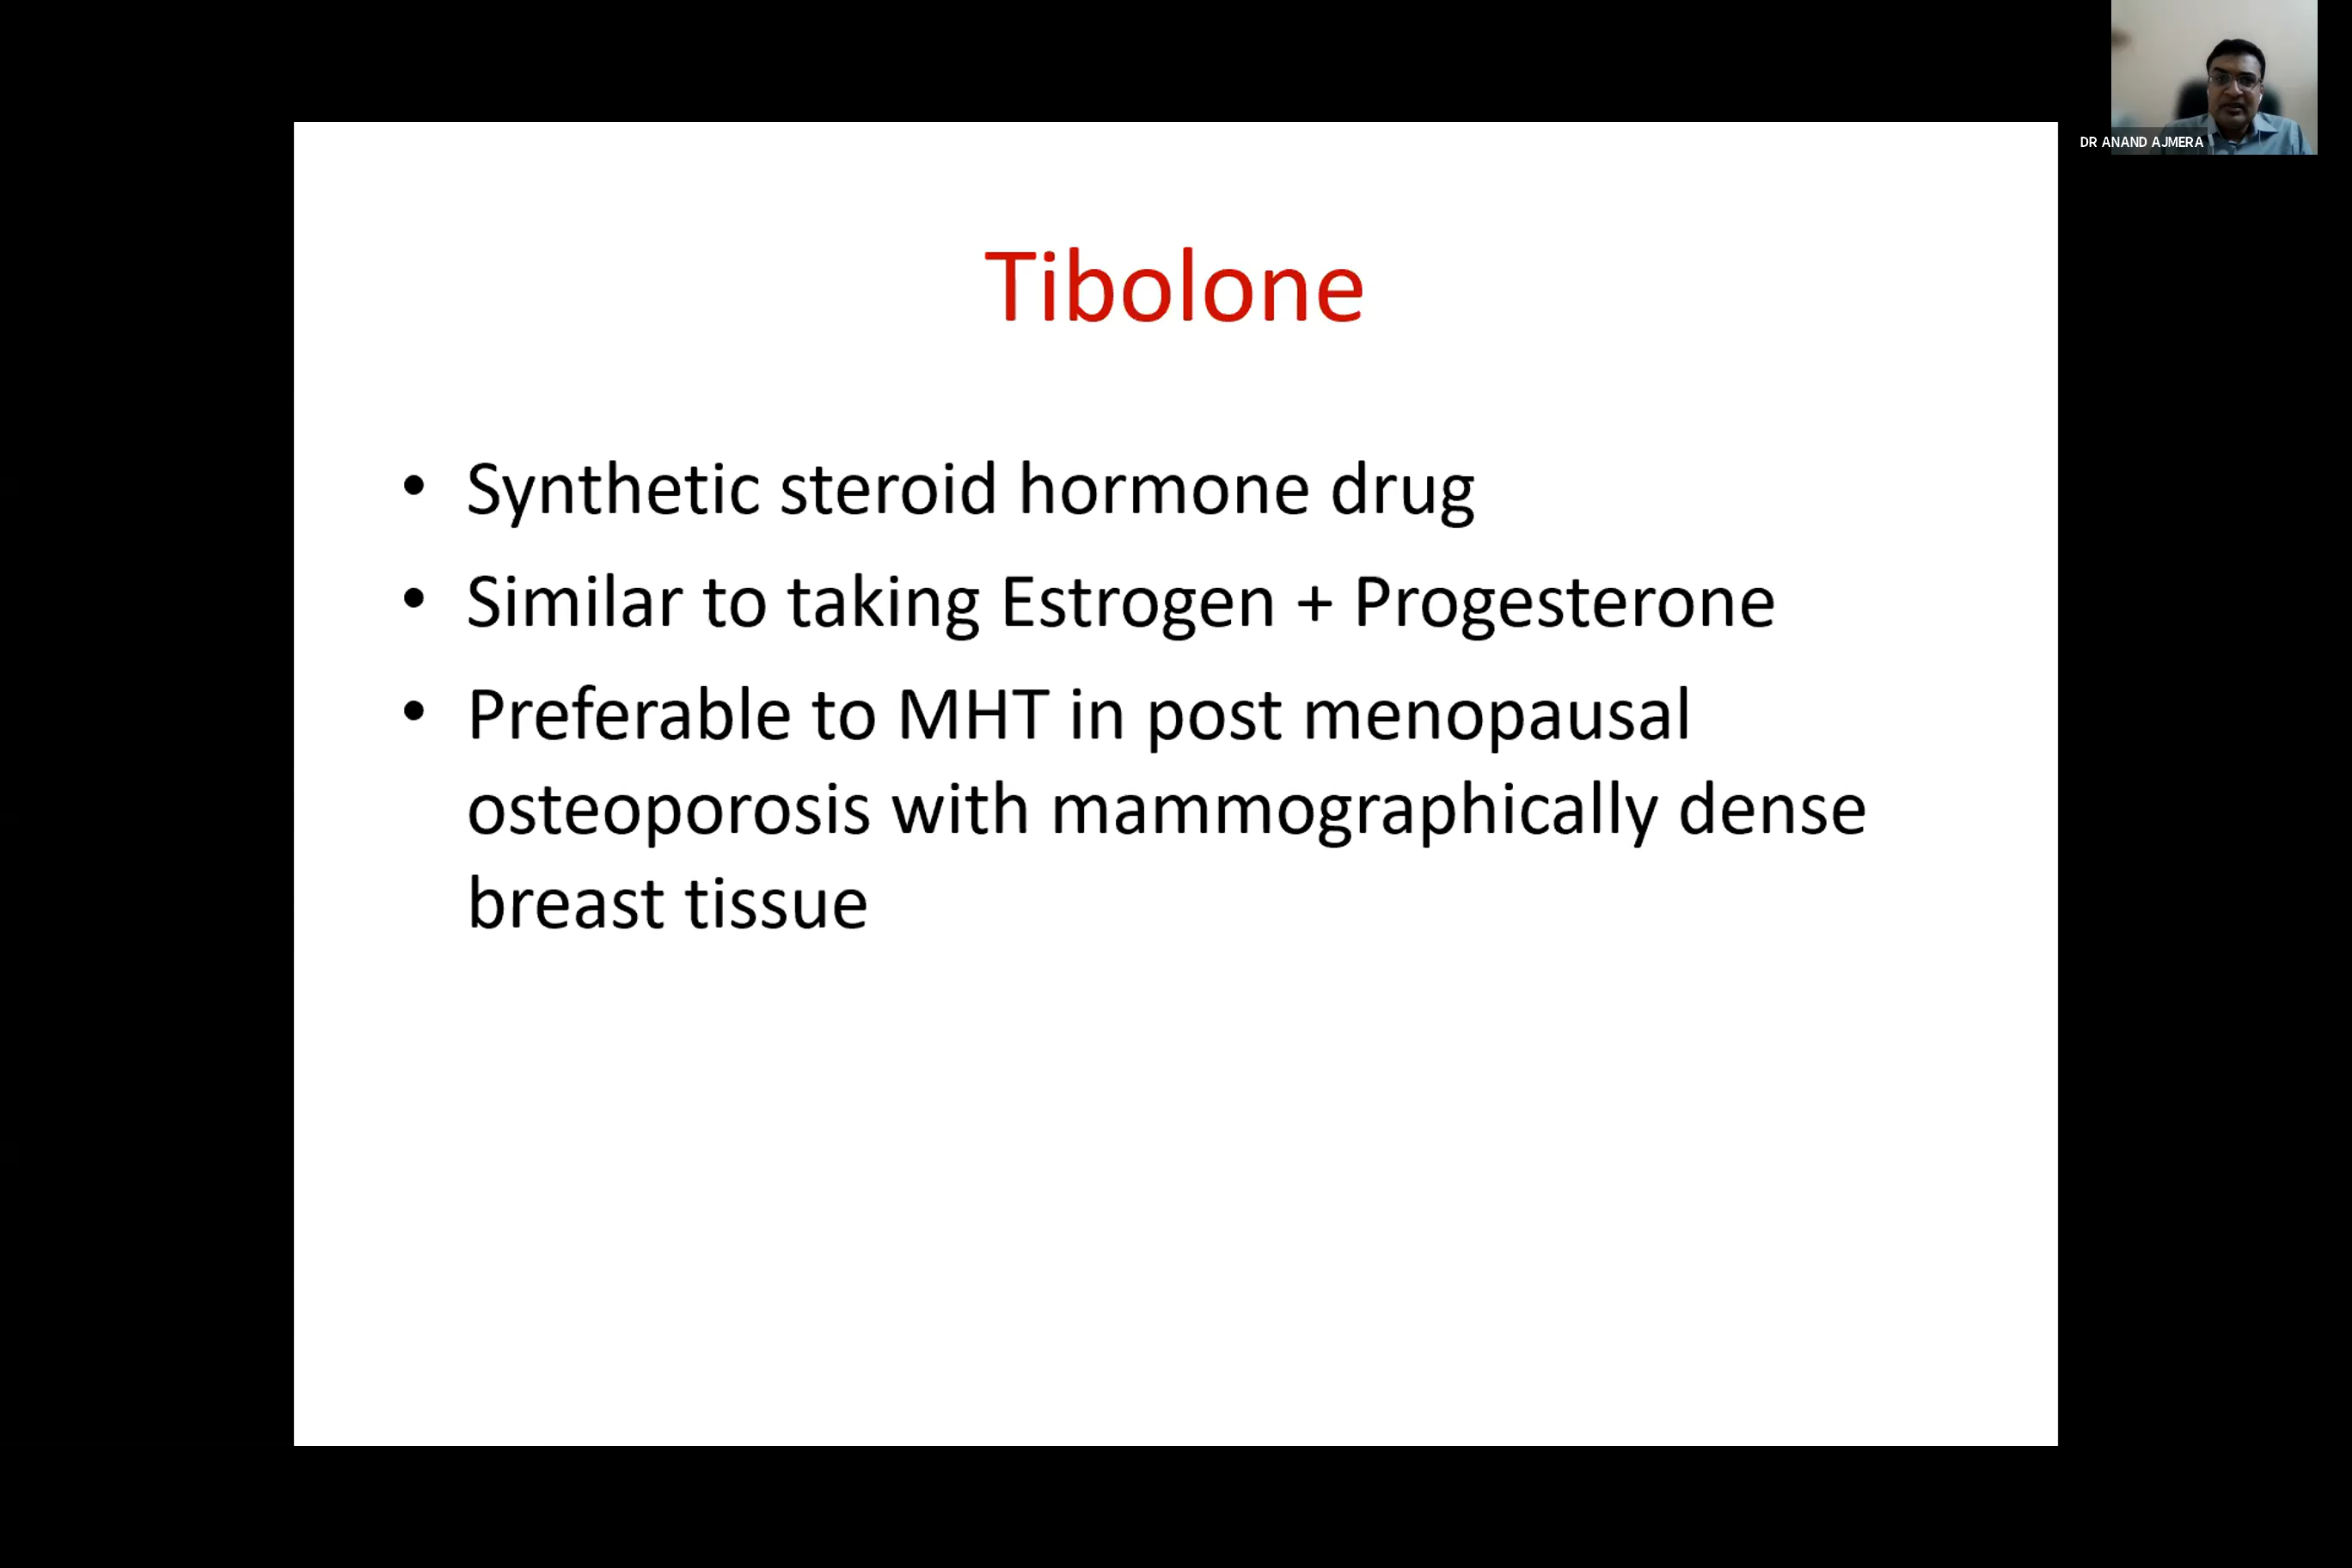 DR ANAND AJMERA
Tibolone
• Synthetic steroid hormone drug
• Similar to taking Estrogen + Progesterone
• Preferable to MHT in post menopausal
osteoporosis with mammographically dense
breast tissue